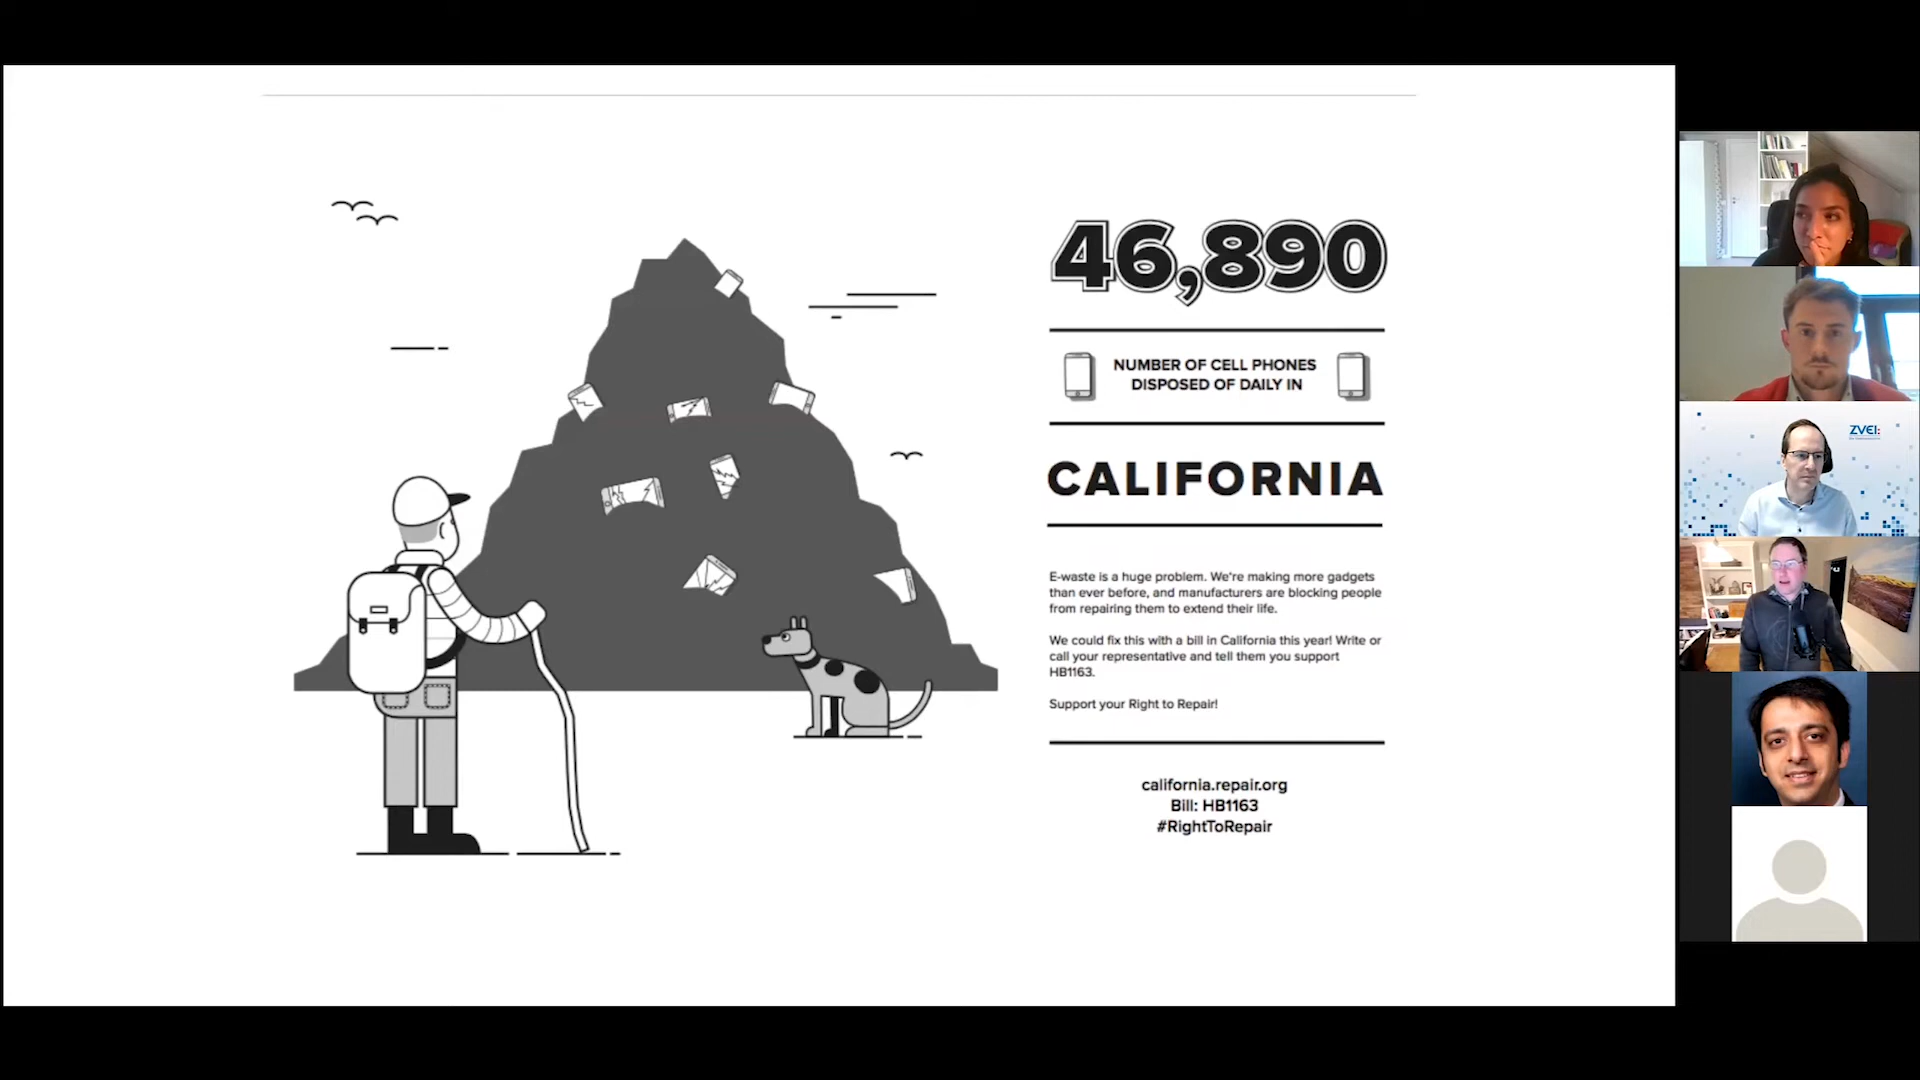 46,890
NUMBER OF CELL PHONES
DISPOSED OF DAILY IN
CALIFORNIA
E-waste is a huge problem. We're making more gadgets
than ever before, and manufacturers are blocking people
from repairing them to extend their life.
We could fix this with a bill in California this year! Write or
call your representative and tell them you support
HB1163.
Support your Right to Repair!
california.repair.org
Bill: HB1163
#RightToRepair
ZVEI: